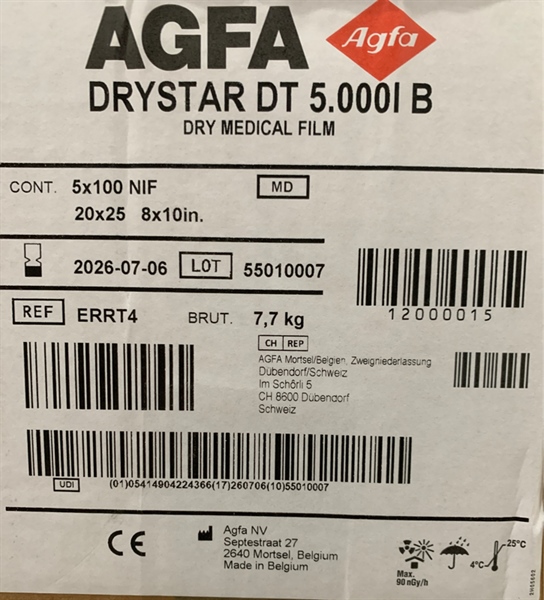 AGFA Agfa
DRYSTAR DT 5.000I B
DRY MEDICAL FILM
CONT. 5x100 NIF MD
20x25 8x10in.
2026-07-06 LOT 55010007
12000015
REF ERRT4 BRUT. 7,7 kg
CH REP
AGFA Mortsel/Belgien, Zweigniederlassung
Dübendorf/Schweiz
Im Schörli 5
CH 8600 Dübendorf
Schweiz
UDI (01)05414904224366(17)260706(10)55010007
CE
Agfa NV
Septestraat 27
2640 Mortsel, Belgium
Made in Belgium
Max.
90 nGy/h
4°C
25°C